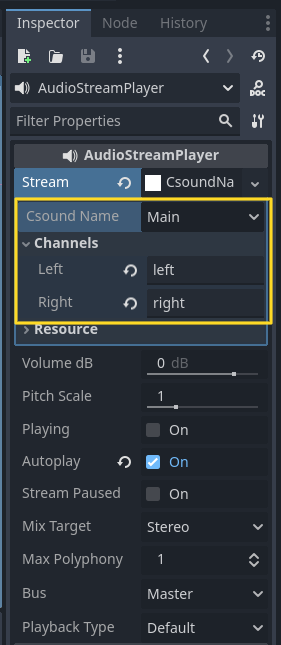 Inspector Node History
AudioStreamPlayer
DOC
Filter Properties
AudioStreamPlayer
Stream CsoundNa
Csound Name Main
Channels
Left left
Right right
Resource
Volume dB 0 dB
Pitch Scale 1
Playing On
Autoplay On
Stream Paused On
Mix Target Stereo
Max Polyphony 1
Bus Master
Playback Type Default